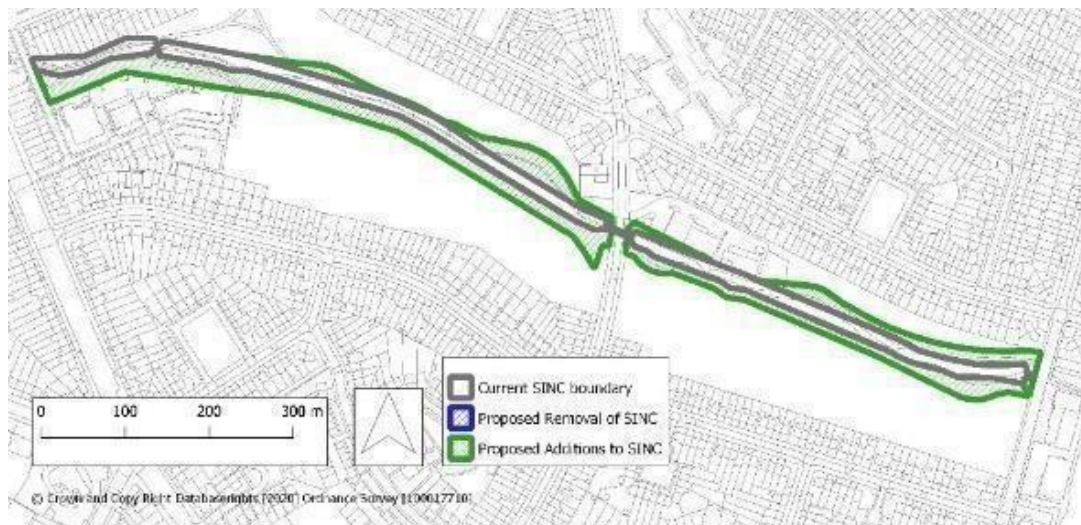 Current SINC boundary
Proposed Removal of SINC
Proposed Additions to SINC
0 100 200 300 m
© Crown and Copy Right Databaserights [2020] Ordnance Survey [100017710]